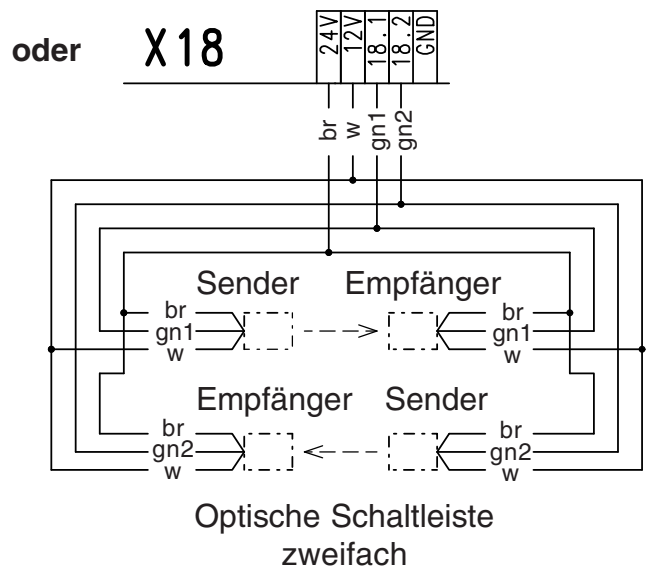 oder X18 24V 12V 18.1 18.2 GND
br w gn1 gn2
Sender Empfänger
br br
gn1 gn1
w w
Empfänger Sender
br br
gn2 gn2
w w
Optische Schaltleiste
zweifach